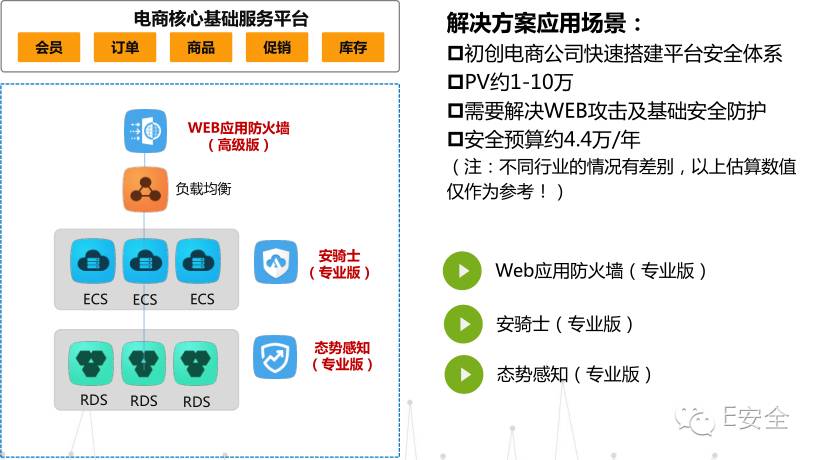 电商核心基础服务平台
会员 订单 商品 促销 库存
WEB应用防火墙
（高级版）
负载均衡
ECS ECS ECS
安骑士
（专业版）
RDS RDS RDS
态势感知
（专业版）
解决方案应用场景：
初创电商公司快速搭建平台安全体系
PV约1-10万
需要解决WEB攻击及基础安全防护
安全预算约4.4万/年
（注：不同行业的情况有差别，以上估算数值
仅作为参考！）
Web应用防火墙（专业版）
安骑士（专业版）
态势感知（专业版）
E安全